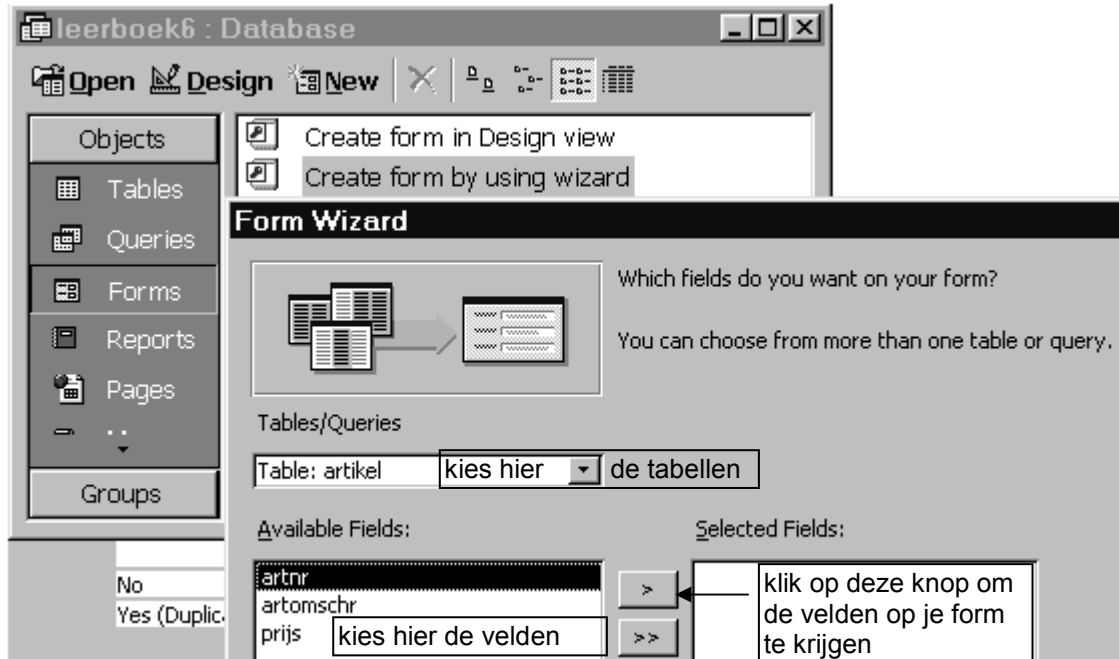 leerboek6 : Database
Open Design New
Objects
Create form in Design view
Create form by using wizard
Tables
Queries
Forms
Reports
Pages
Groups
Form Wizard
Which fields do you want on your form?
You can choose from more than one table or query.
Tables/Queries
Table: artikel kies hier de tabellen
Available Fields:
Selected Fields:
artnr
artomschr
prijs kies hier de velden
>
>>
klik op deze knop om
de velden op je form
te krijgen
No
Yes (Duplic